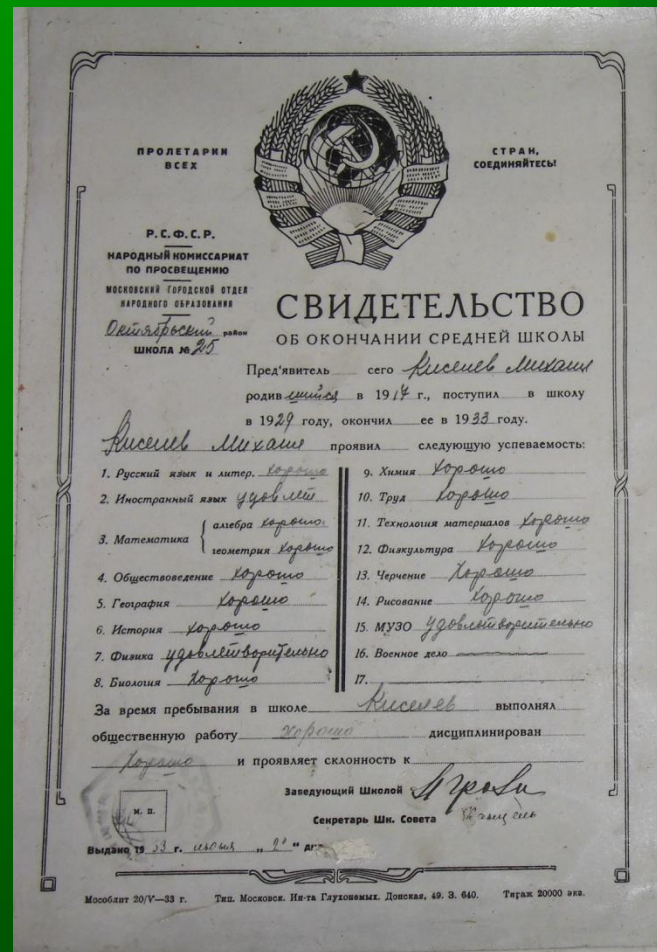 ПРОЛЕТАРИИ ВСЕХ СТРАН, СОЕДИНЯЙТЕСЬ!
Р. С. Ф. С. Р.
НАРОДНЫЙ КОМИССАРИАТ
ПО ПРОСВЕЩЕНИЮ
МОСКОВСКИЙ ГОРОДСКОЙ ОТДЕЛ
НАРОДНОГО ОБРАЗОВАНИЯ
Октябрьский район
ШКОЛА № 25
СВИДЕТЕЛЬСТВО
ОБ ОКОНЧАНИИ СРЕДНЕЙ ШКОЛЫ
Пред'явитель сего Киселев Михаил
родившийся в 1917 г., поступил в школу
в 1929 году, окончил ее в 1933 году.
Киселев Михаил проявил следующую успеваемость:
1. Русский язык и литер. хорошо
2. Иностранный язык удовлет
3. Математика { алгебра хорошо
геометрия хорошо
4. Обществоведение хорошо
5. География хорошо
6. История хорошо
7. Физика удовлетворительно
8. Биология хорошо
9. Химия хорошо
10. Труд хорошо
11. Технология материалов хорошо
12. Физкультура хорошо
13. Черчение хорошо
14. Рисование хорошо
15. МУЗО удовлетворительно
16. Военное дело
17.
За время пребывания в школе Киселев выполнял
общественную работу хорошо дисциплинирован
хорошо и проявляет склонность к
Заведующий Школой
м. п.
Секретарь Шк. Совета
Выдано 1933 г. июня
Мособлит 20/V—33 г. Тип. Московск. Ин-та Глухонемых. Донская, 49. З. 640. Тираж 20000 экз.